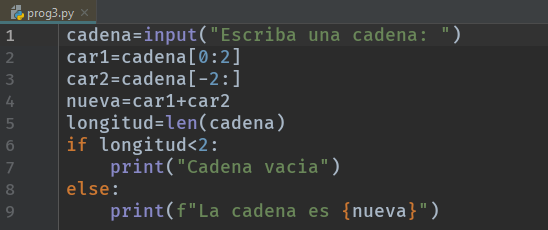 prog3.py
1 cadena=input("Escriba una cadena: ")
2 car1=cadena[0:2]
3 car2=cadena[-2:]
4 nueva=car1+car2
5 longitud=len(cadena)
6 if longitud<2:
7     print("Cadena vacia")
8 else:
9     print(f"La cadena es {nueva}")